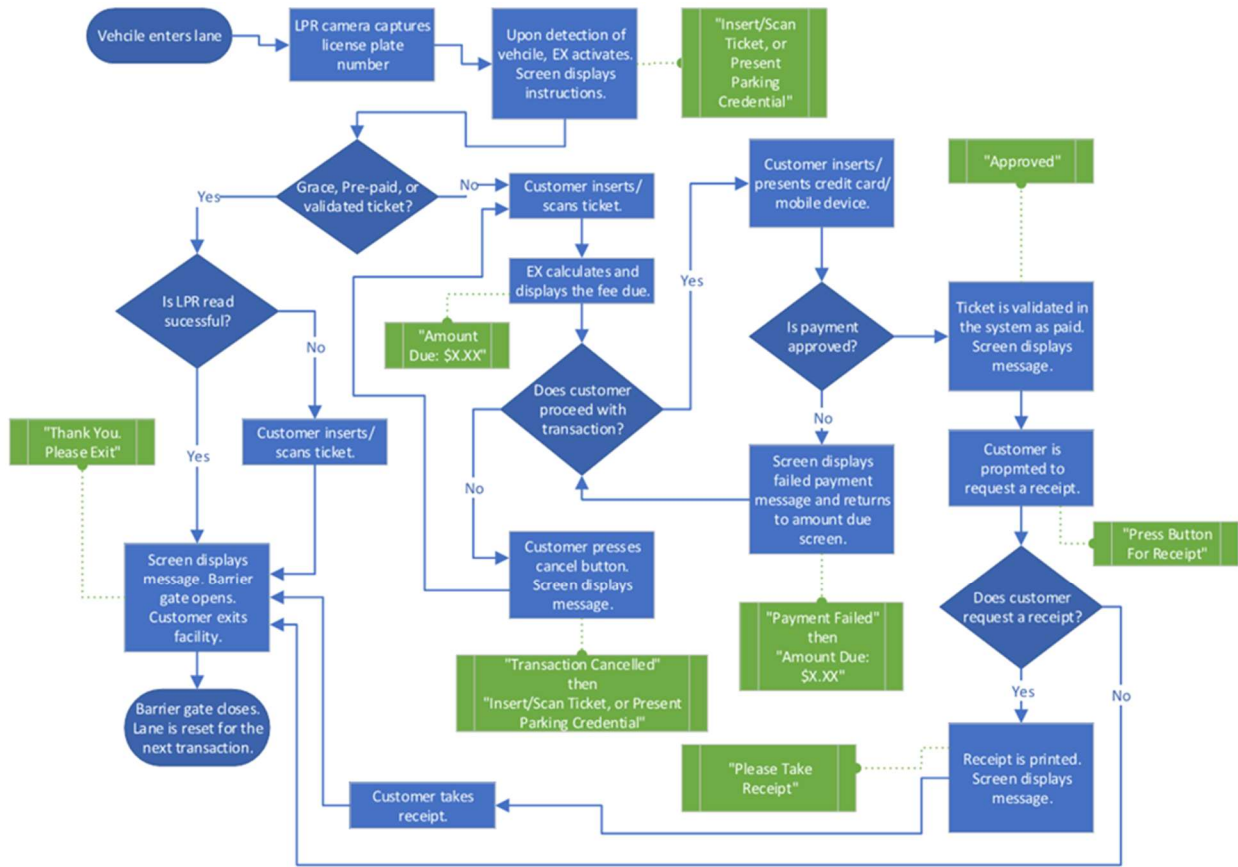 Vehcile enters lane
LPR camera captures
license plate
number
Upon detection of
vehcile, EX activates.
Screen displays
instructions.
"Insert/Scan
Ticket, or
Present
Parking
Credential"
Grace, Pre-paid, or
validated ticket?
Yes
No
Customer inserts/
scans ticket.
Customer inserts/
presents credit card/
mobile device.
"Approved"
Is LPR read
sucessful?
EX calculates and
displays the fee due.
Yes
"Amount
Due: $X.XX"
No
Is payment
approved?
Ticket is validated in
the system as paid.
Screen displays
message.
Does customer
proceed with
transaction?
"Thank You.
Please Exit"
Yes
Customer inserts/
scans ticket.
No
No
Screen displays
failed payment
message and returns
to amount due
screen.
Customer is
propmted to
request a receipt.
"Press Button
For Receipt"
Screen displays
message. Barrier
gate opens.
Customer exits
facility.
Customer presses
cancel button.
Screen displays
message.
Does customer
request a receipt?
"Payment Failed"
then
"Amount Due:
$X.XX"
"Transaction Cancelled"
then
"Insert/Scan Ticket, or Present
Parking Credential"
Yes
No
Barrier gate closes.
Lane is reset for the
next transaction.
"Please Take
Receipt"
Receipt is printed.
Screen displays
message.
Customer takes
receipt.